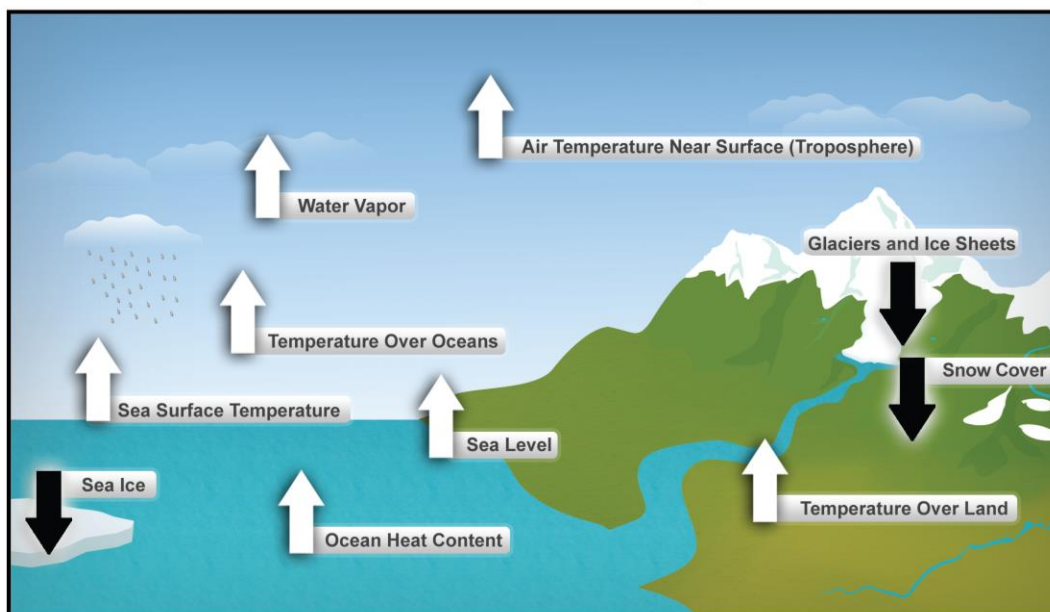 Air Temperature Near Surface (Troposphere)
Water Vapor
Glaciers and Ice Sheets
Temperature Over Oceans
Snow Cover
Sea Surface Temperature
Sea Level
Sea Ice
Temperature Over Land
Ocean Heat Content